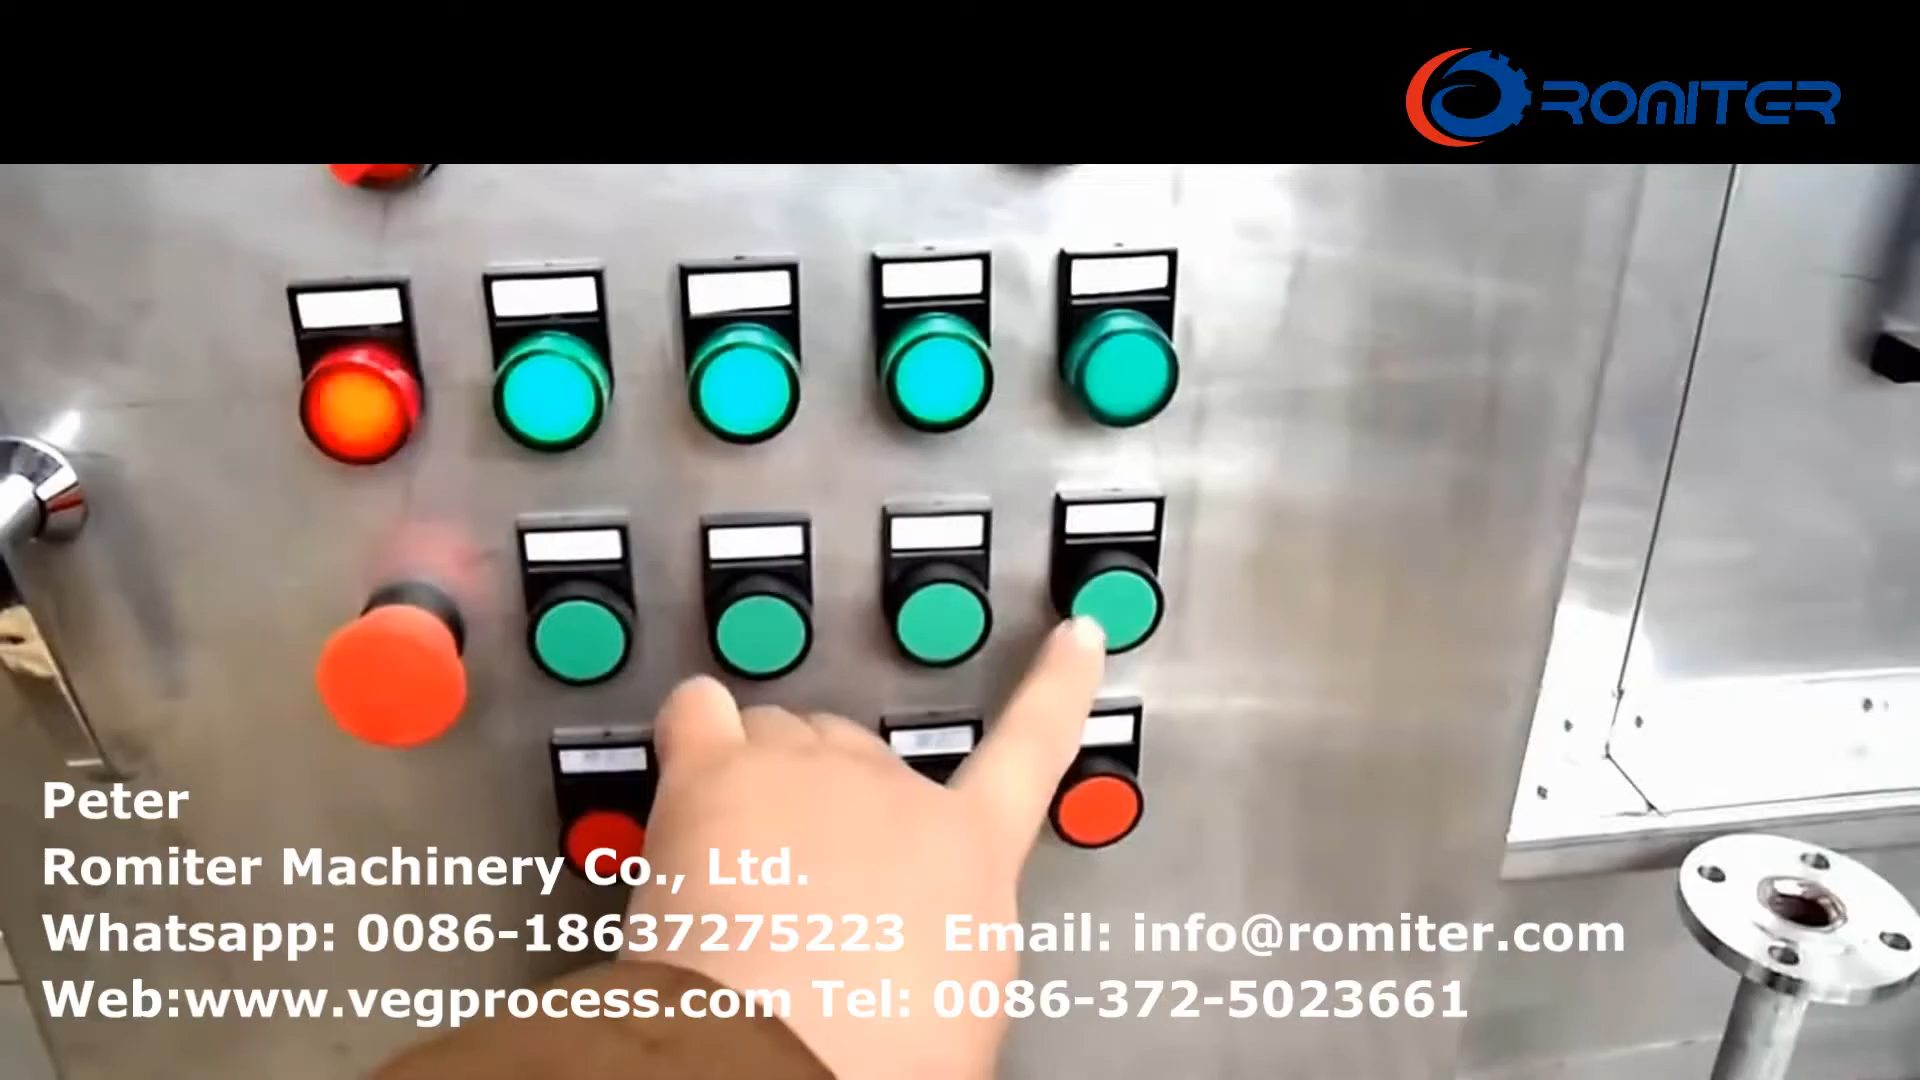 ROMITER
Peter
Romiter Machinery Co., Ltd.
Whatsapp: 0086-18637275223 Email: info@romiter.com
Web:www.vegprocess.com Tel: 0086-372-5023661